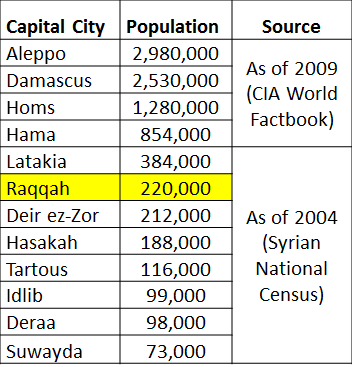 Capital City Population Source
Aleppo 2,980,000
Damascus 2,530,000
Homs 1,280,000
Hama 854,000
As of 2009
(CIA World
Factbook)
Latakia 384,000
Raqqah 220,000
Deir ez-Zor 212,000
Hasakah 188,000
Tartous 116,000
Idlib 99,000
Deraa 98,000
Suwayda 73,000
As of 2004
(Syrian
National
Census)